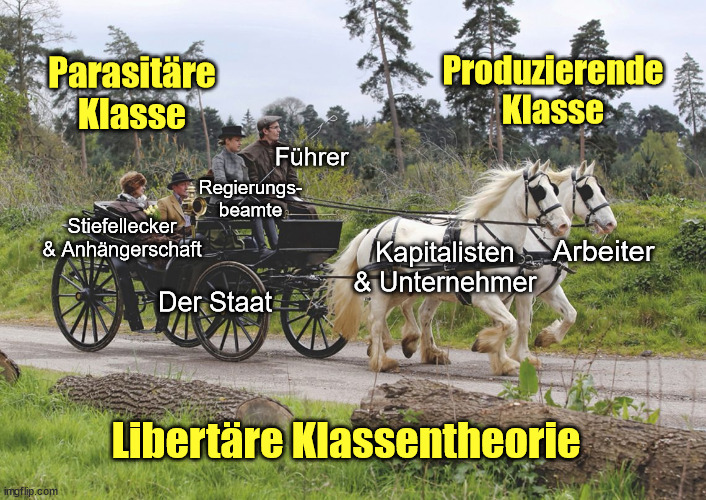 Parasitäre
Klasse
Produzierende
Klasse
Führer
Regierungs-
beamte
Stiefellecker
& Anhängerschaft
Kapitalisten
& Unternehmer
Arbeiter
Der Staat
Libertäre Klassentheorie
imgflip.com